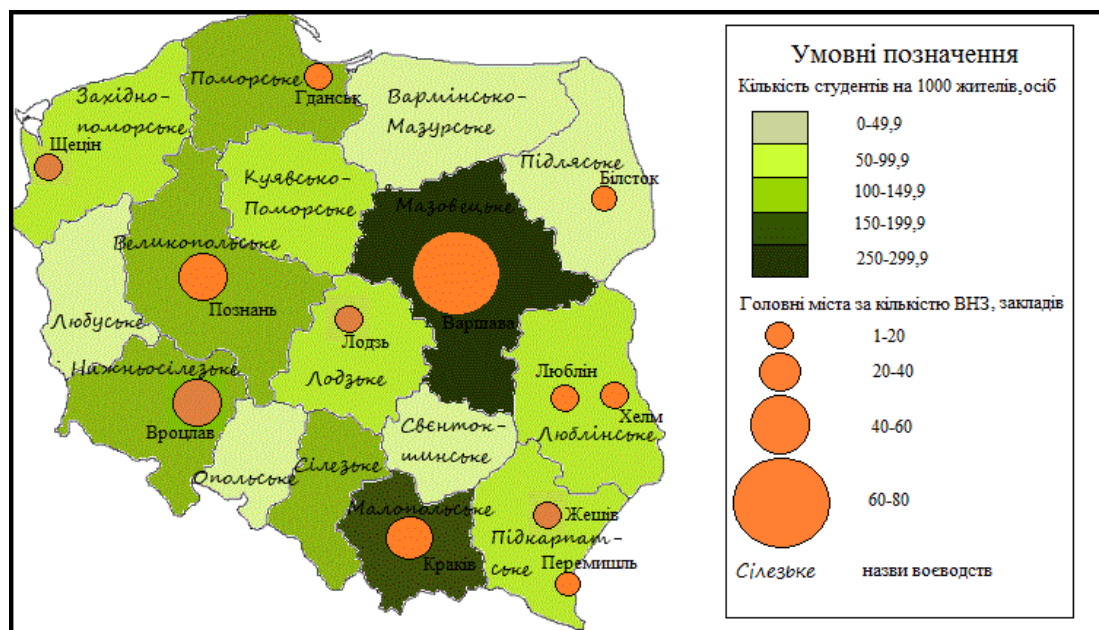 Поморське
Гданськ
Західно-
поморське
Щецін
Вармінсько-
Мазурське
Підляське
Білсток
Куявсько-
Поморське
Мазовецьке
Великопольське
Познань
Варшава
Любуське
Лодзь
Лодзьке
Нижньосілезьке
Вроцлав
Люблін
Хелм
Люблінське
Свєнток-
шинське
Опольське
Сілезьке
Малопольське
Краків
Жешів
Підкарпат-
ське
Перемишль
Умовні позначення
Кількість студентів на 1000 жителів,осіб
0-49,9
50-99,9
100-149,9
150-199,9
250-299,9
Головні міста за кількістю ВНЗ, закладів
1-20
20-40
40-60
60-80
Сілезьке назви воєводств